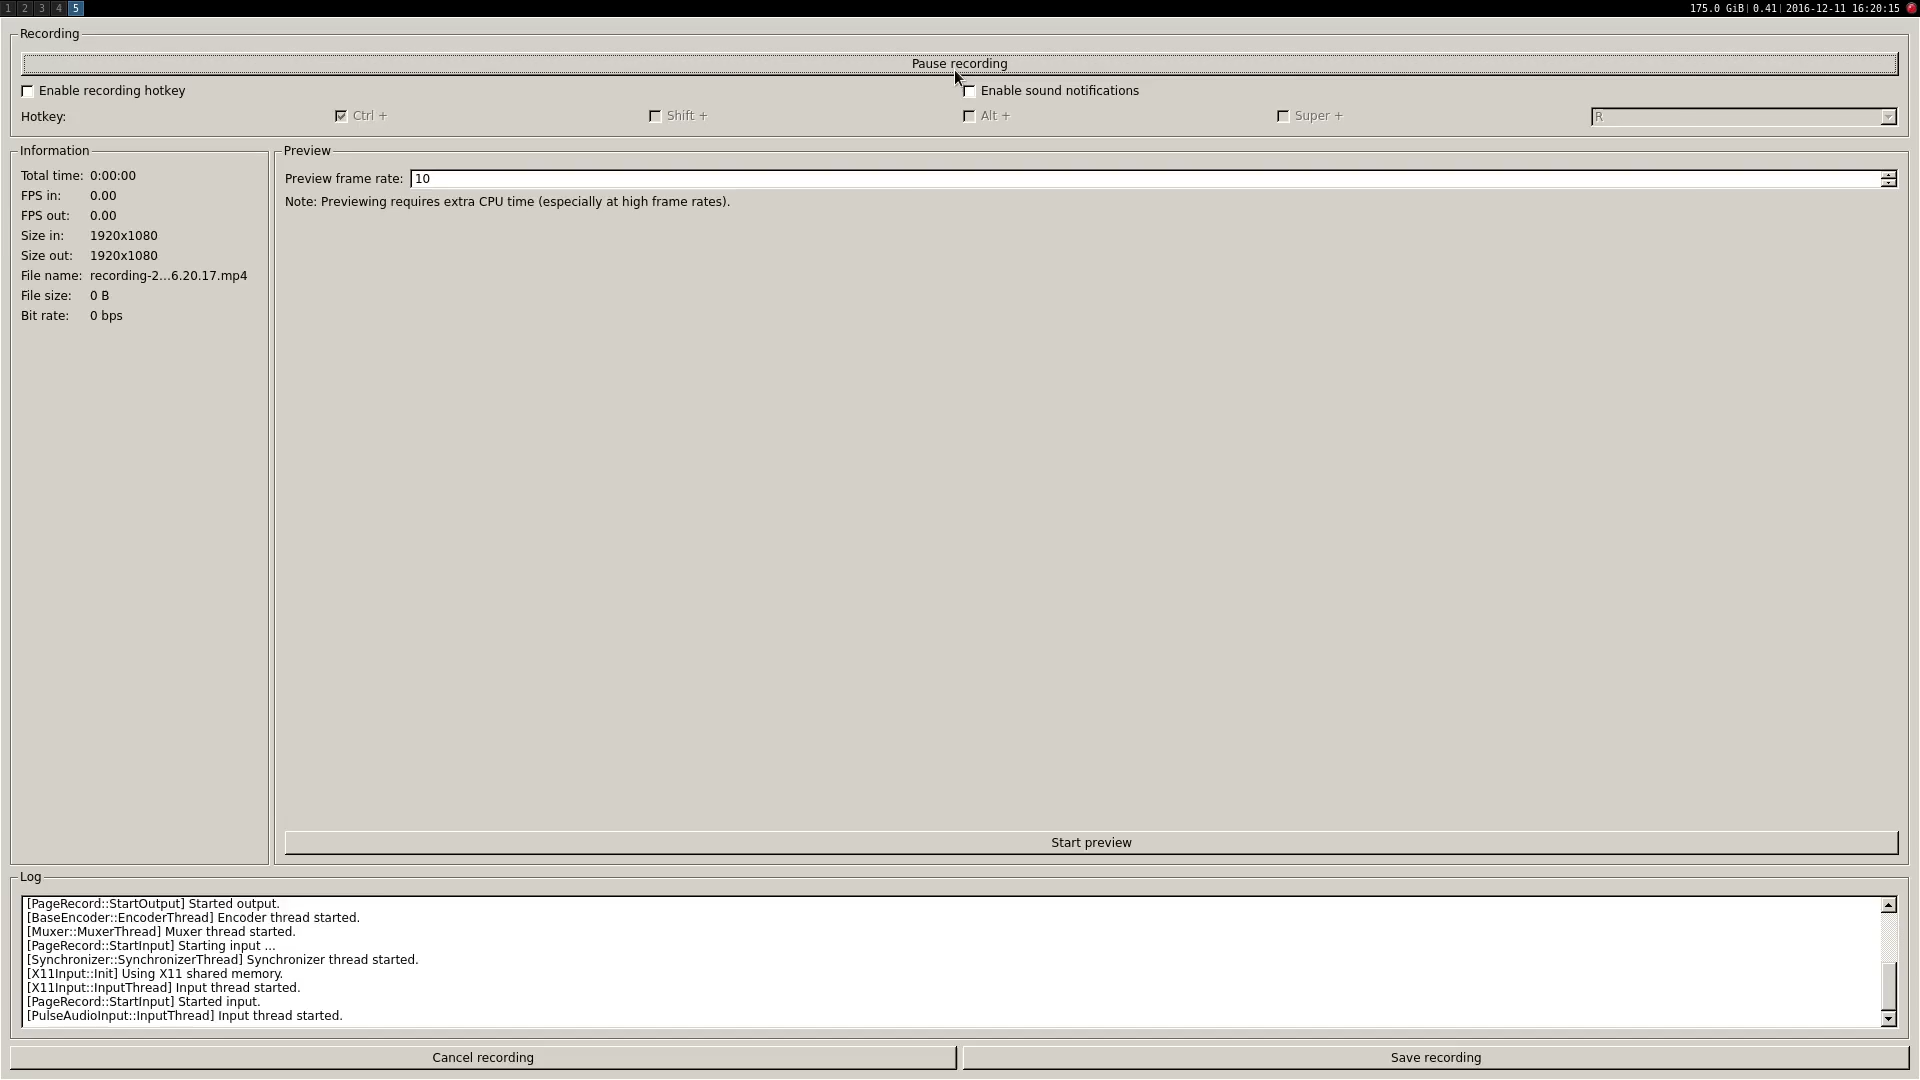 1 2 3 4 5 175.0 GiB| 0.41| 2016-12-11 16:20:15
Recording
Pause recording
Enable recording hotkey Enable sound notifications
Hotkey: Ctrl + Shift + Alt + Super + R
Information
Total time: 0:00:00
FPS in: 0.00
FPS out: 0.00
Size in: 1920x1080
Size out: 1920x1080
File name: recording-2...6.20.17.mp4
File size: 0 B
Bit rate: 0 bps
Preview
Preview frame rate: 10
Note: Previewing requires extra CPU time (especially at high frame rates).
Start preview
Log
[PageRecord::StartOutput] Started output.
[BaseEncoder::EncoderThread] Encoder thread started.
[Muxer::MuxerThread] Muxer thread started.
[PageRecord::StartInput] Starting input ...
[Synchronizer::SynchronizerThread] Synchronizer thread started.
[X11Input::Init] Using X11 shared memory.
[X11Input::InputThread] Input thread started.
[PageRecord::StartInput] Started input.
[PulseAudioInput::InputThread] Input thread started.
Cancel recording Save recording